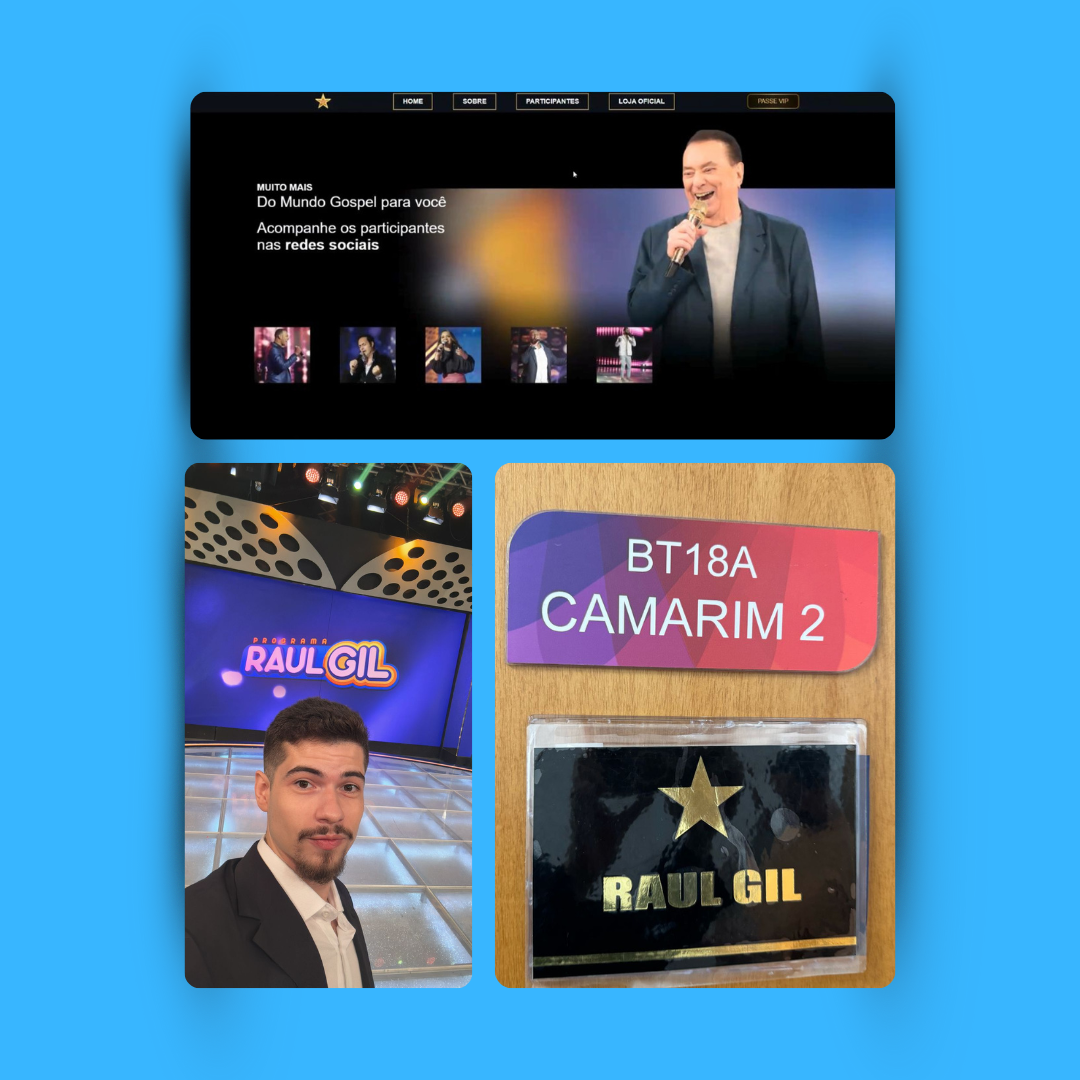 HOME
SOBRE
PARTICIPANTES
LOJA OFICIAL
PASSE VIP
MUITO MAIS
Do Mundo Gospel para você
Acompanhe os participantes
nas redes sociais
PROGRAMA
RAUL GIL
BT18A
CAMARIM 2
RAUL GIL